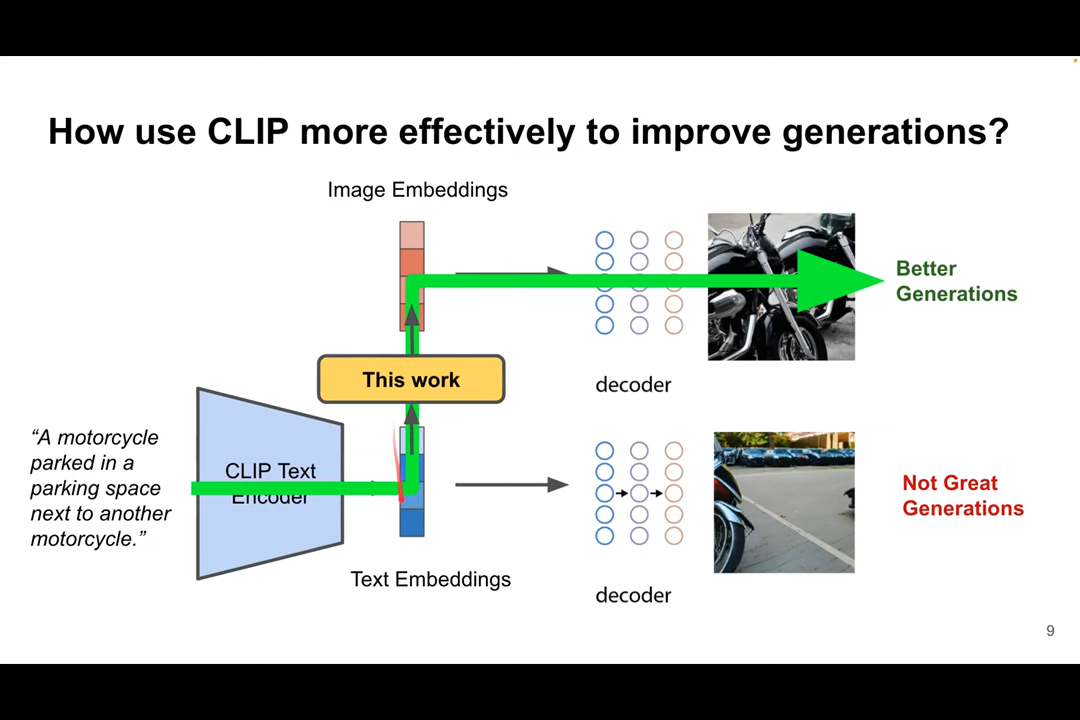 How use CLIP more effectively to improve generations?
Image Embeddings
Better
Generations
This work
decoder
“A motorcycle
parked in a
parking space
next to another
motorcycle.”
CLIP Text
Encoder
Not Great
Generations
Text Embeddings
decoder
9